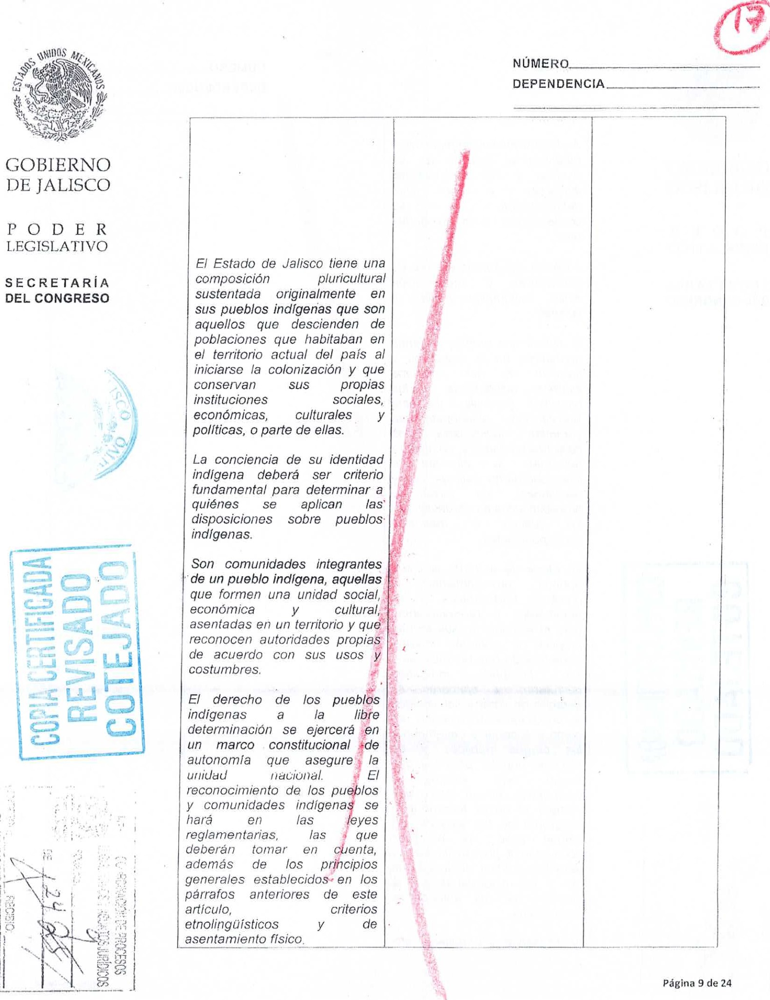 17
NÚMERO
DEPENDENCIA
ESTADOS UNIDOS MEXICANOS
GOBIERNO
DE JALISCO
PODER
LEGISLATIVO
SECRETARÍA
DEL CONGRESO
El Estado de Jalisco tiene una
composición pluricultural
sustentada originalmente en
sus pueblos indígenas que son
aquellos que descienden de
poblaciones que habitaban en
el territorio actual del país al
iniciarse la colonización y que
conservan sus propias
instituciones sociales,
económicas, culturales y
políticas, o parte de ellas.
La conciencia de su identidad
indígena deberá ser criterio
fundamental para determinar a
quiénes se aplican las
disposiciones sobre pueblos
indígenas.
Son comunidades integrantes
de un pueblo indígena, aquellas
que formen una unidad social,
económica y cultural,
asentadas en un territorio y que
reconocen autoridades propias
de acuerdo con sus usos y
costumbres.
El derecho de los pueblos
indígenas a la libre
determinación se ejercerá en
un marco constitucional de
autonomía que asegure la
unidad nacional. El
reconocimiento de los pueblos
y comunidades indígenas se
hará en las leyes
reglamentarias, las que
deberán tomar en cuenta,
además de los principios
generales establecidos en los
párrafos anteriores de este
artículo, criterios
etnolingüísticos y de
asentamiento físico.
COPIA CERTIFICADA
REVISADO
COTEJADO
DE PROCESOS
JURÍDICOS
DE
RECIBIO
Página 9 de 24